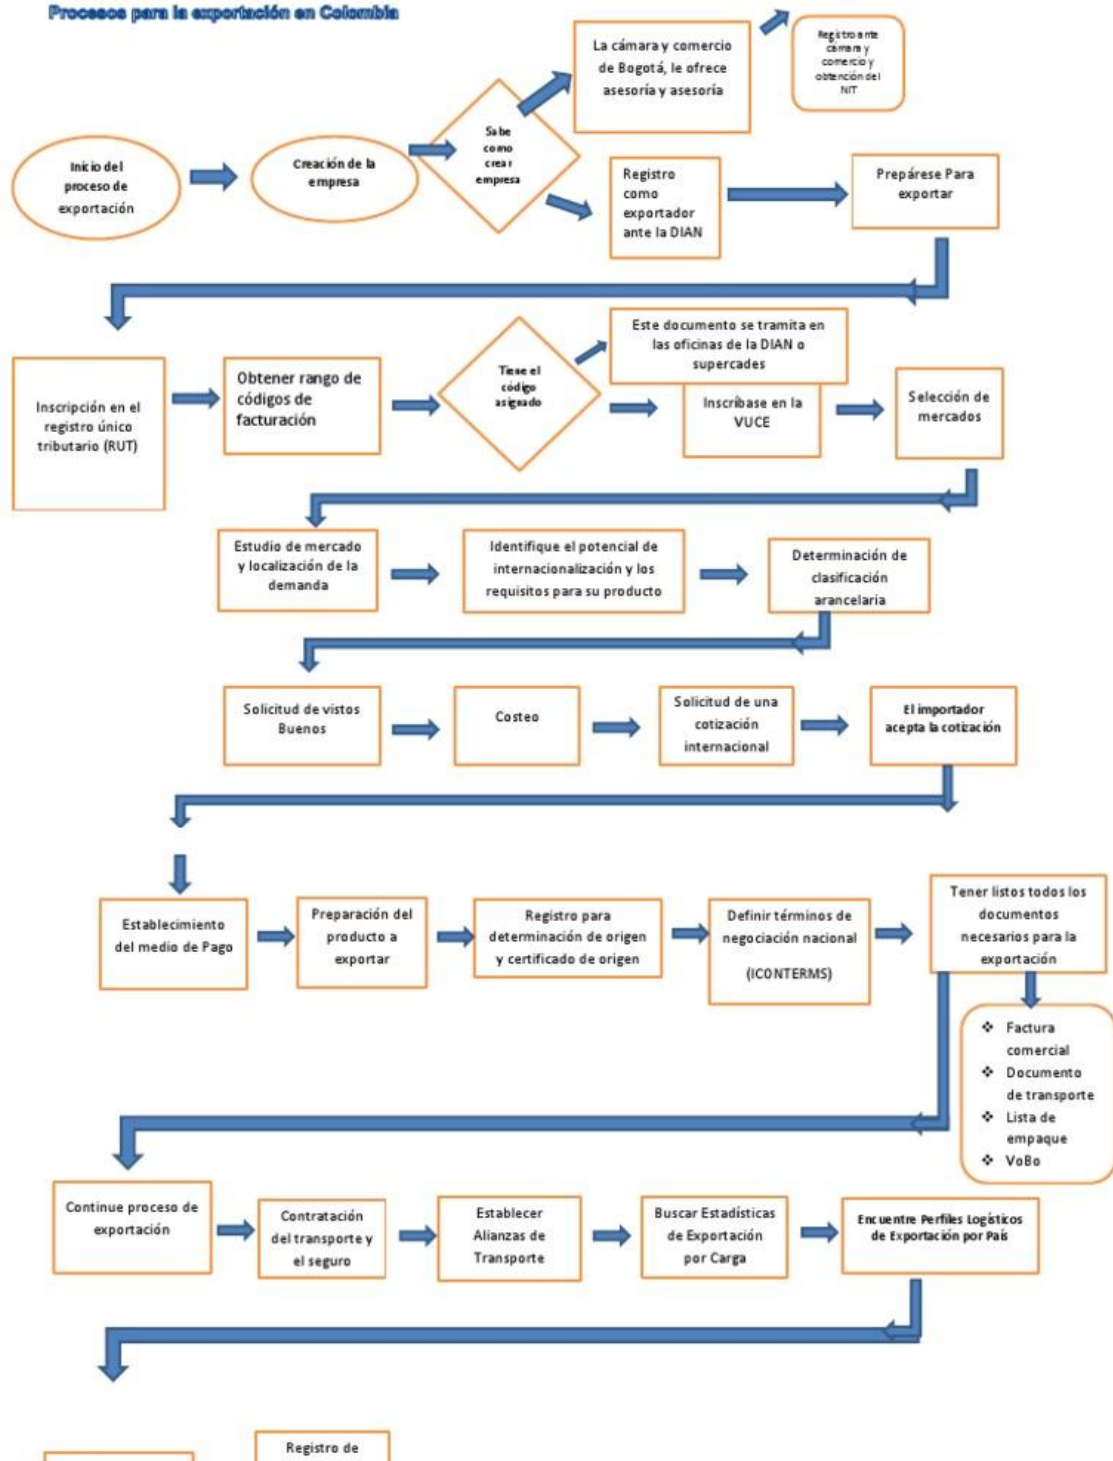 Procesos para la exportación en Colombia
La cámara y comercio
de Bogotá, le ofrece
asesoría y asesoría
Registro ante
cámara y
comercio y
obtención del
NIT
Inicio del
proceso de
exportación
Creación de la
empresa
Sabe
como
crear
empresa
Registro
como
exportador
ante la DIAN
Prepárese Para
exportar
Inscripción en el
registro único
tributario (RUT)
Obtener rango de
códigos de
facturación
Tiene el
código
asignado
Este documento se tramita en
las oficinas de la DIAN o
supercades
Inscríbase en la
VUCE
Selección de
mercados
Estudio de mercado
y localización de la
demanda
Identifique el potencial de
internacionalización y los
requisitos para su producto
Determinación de
clasificación
arancelaria
Solicitud de vistos
Buenos
Costeo
Solicitud de una
cotización
internacional
El importador
acepta la cotización
Establecimiento
del medio de Pago
Preparación del
producto a
exportar
Registro para
determinación de origen
y certificado de origen
Definir términos de
negociación nacional
(ICONTERMS)
Tener listos todos los
documentos
necesarios para la
exportación
❖ Factura
comercial
❖ Documento
de transporte
❖ Lista de
empaque
❖ VoBo
Continue proceso de
exportación
Contratación
del transporte y
el seguro
Establecer
Alianzas de
Transporte
Buscar Estadísticas
de Exportación
por Carga
Encuentre Perfiles Logísticos
de Exportación por País
Registro de